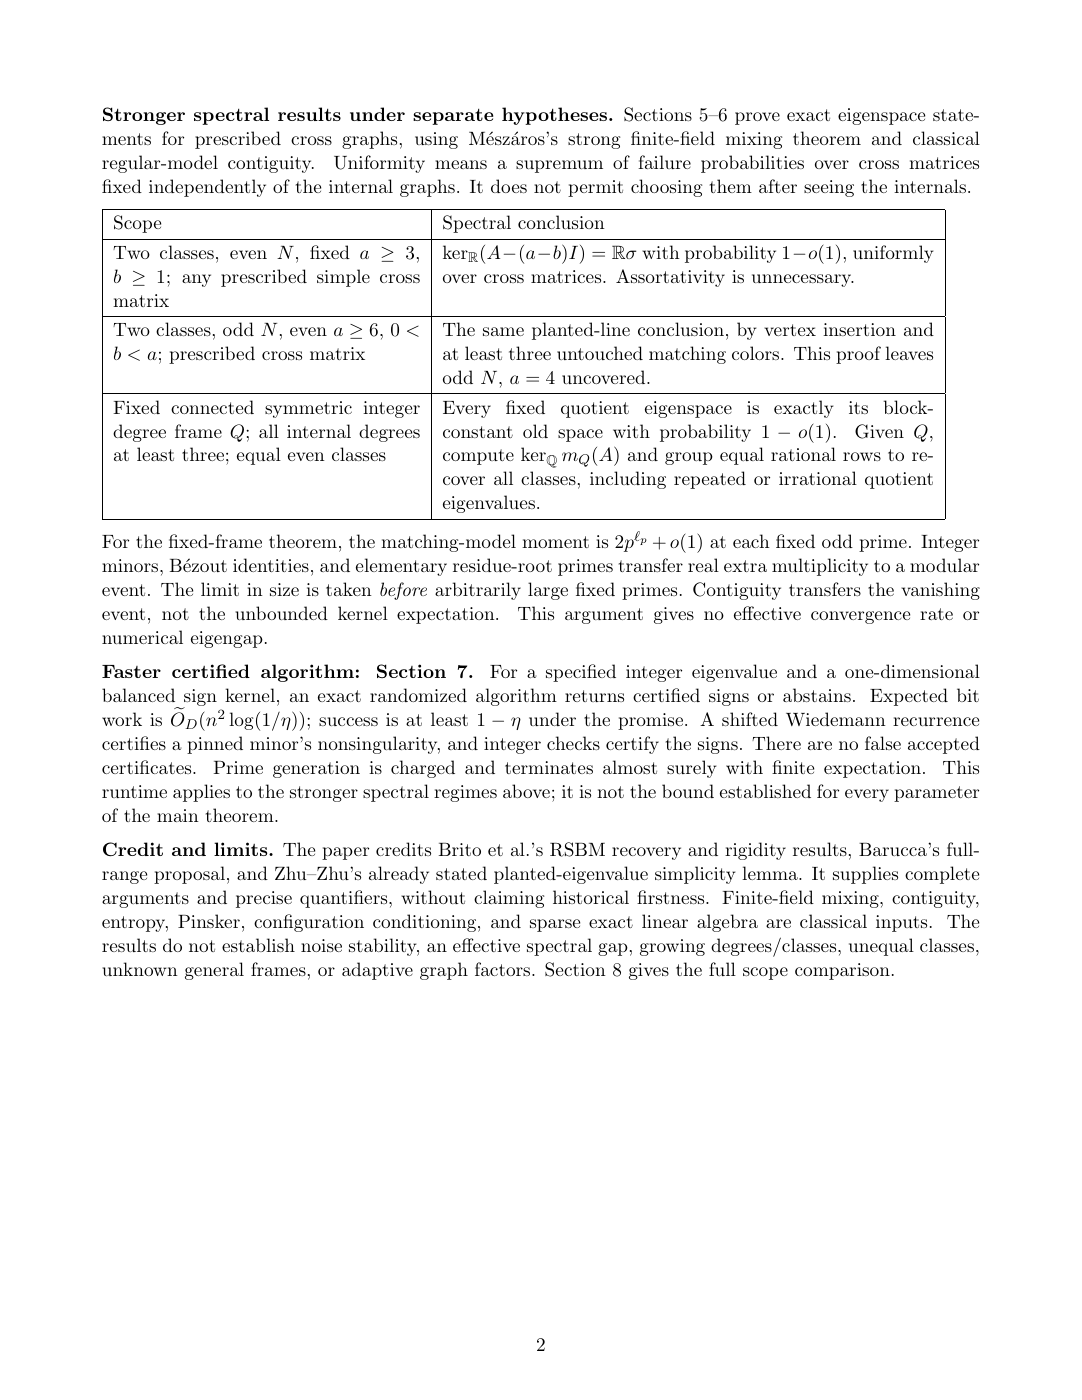 Stronger spectral results under separate hypotheses. Sections 5–6 prove exact eigenspace state-
ments for prescribed cross graphs, using Mészáros's strong finite-field mixing theorem and classical
regular-model contiguity. Uniformity means a supremum of failure probabilities over cross matrices
fixed independently of the internal graphs. It does not permit choosing them after seeing the internals.
Scope
Spectral conclusion
Two classes, even N, fixed a ≥ 3,
b ≥ 1; any prescribed simple cross
matrix
ker_ℝ(A−(a−b)I) = ℝσ with probability 1−o(1), uniformly
over cross matrices. Assortativity is unnecessary.
Two classes, odd N, even a ≥ 6, 0 <
b < a; prescribed cross matrix
The same planted-line conclusion, by vertex insertion and
at least three untouched matching colors. This proof leaves
odd N, a = 4 uncovered.
Fixed connected symmetric integer
degree frame Q; all internal degrees
at least three; equal even classes
Every fixed quotient eigenspace is exactly its block-
constant old space with probability 1 − o(1). Given Q,
compute ker_ℚ m_Q(A) and group equal rational rows to re-
cover all classes, including repeated or irrational quotient
eigenvalues.
For the fixed-frame theorem, the matching-model moment is 2p^{ℓ_p} + o(1) at each fixed odd prime. Integer
minors, Bézout identities, and elementary residue-root primes transfer real extra multiplicity to a modular
event. The limit in size is taken before arbitrarily large fixed primes. Contiguity transfers the vanishing
event, not the unbounded kernel expectation. This argument gives no effective convergence rate or
numerical eigengap.
Faster certified algorithm: Section 7. For a specified integer eigenvalue and a one-dimensional
balanced sign kernel, an exact randomized algorithm returns certified signs or abstains. Expected bit
work is Õ_D(n² log(1/η)); success is at least 1 − η under the promise. A shifted Wiedemann recurrence
certifies a pinned minor's nonsingularity, and integer checks certify the signs. There are no false accepted
certificates. Prime generation is charged and terminates almost surely with finite expectation. This
runtime applies to the stronger spectral regimes above; it is not the bound established for every parameter
of the main theorem.
Credit and limits. The paper credits Brito et al.'s RSBM recovery and rigidity results, Barucca's full-
range proposal, and Zhu–Zhu's already stated planted-eigenvalue simplicity lemma. It supplies complete
arguments and precise quantifiers, without claiming historical firstness. Finite-field mixing, contiguity,
entropy, Pinsker, configuration conditioning, and sparse exact linear algebra are classical inputs. The
results do not establish noise stability, an effective spectral gap, growing degrees/classes, unequal classes,
unknown general frames, or adaptive graph factors. Section 8 gives the full scope comparison.
2